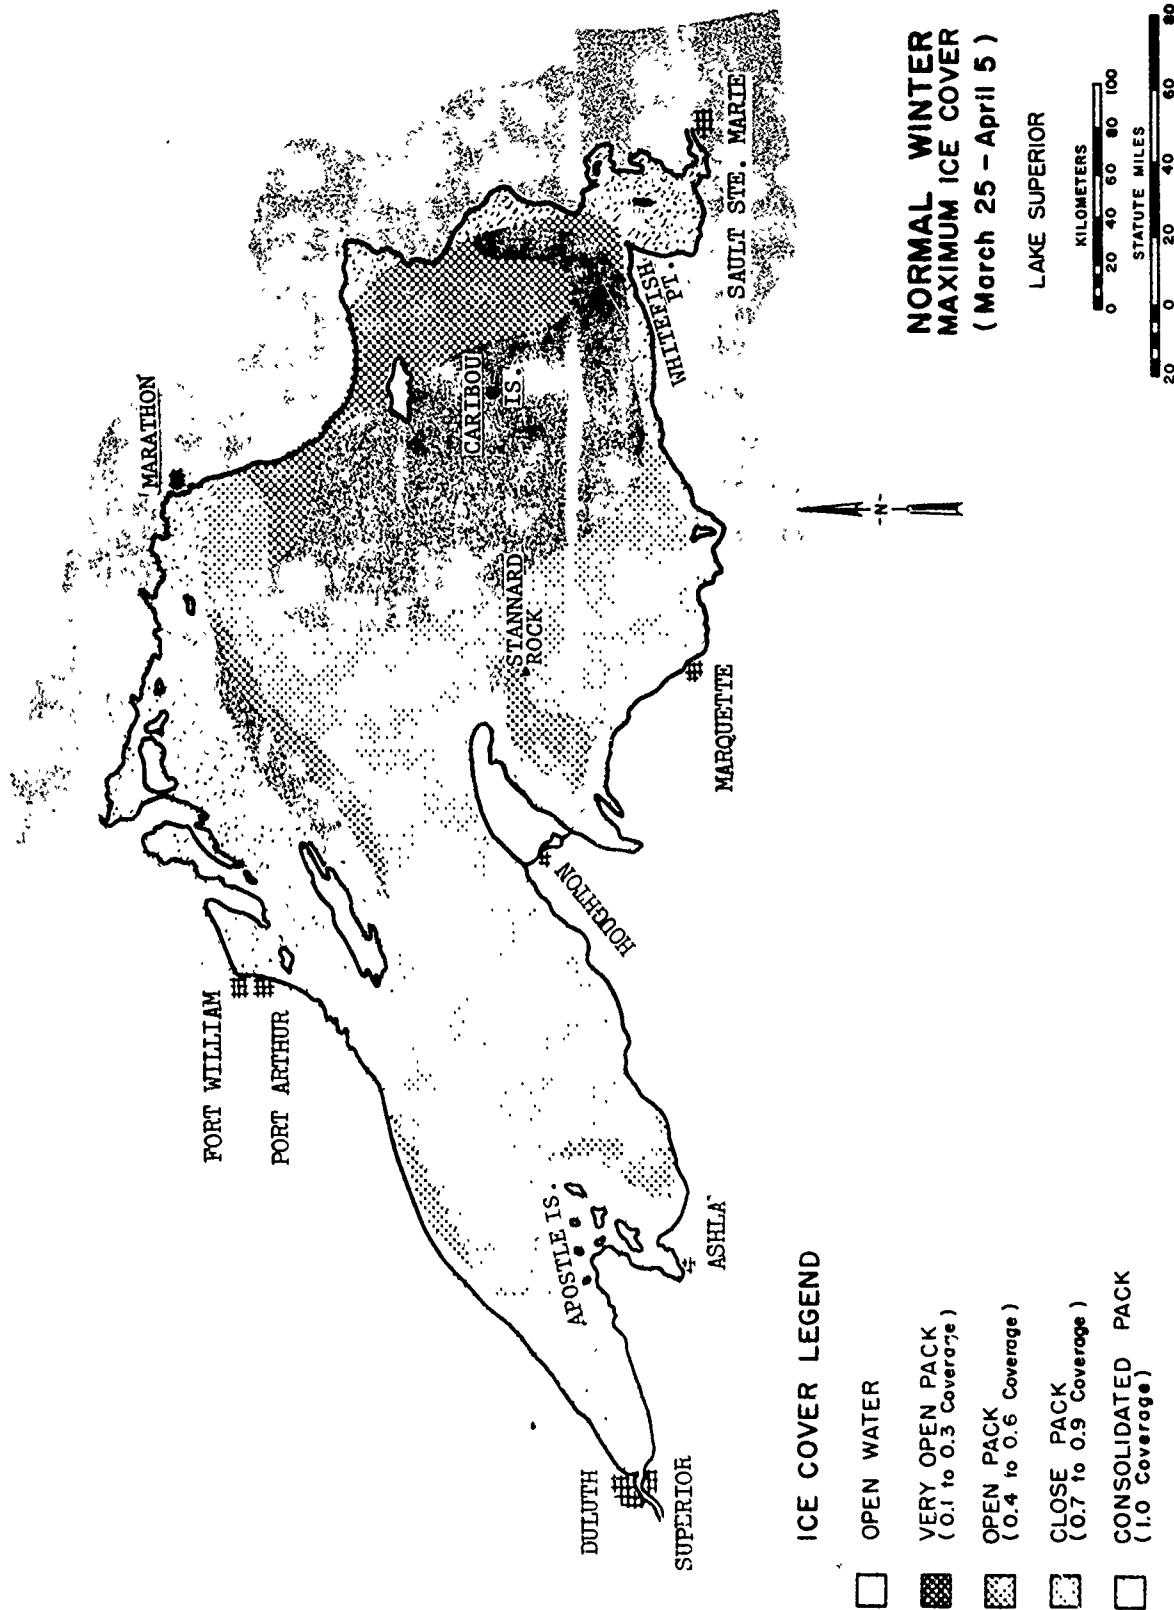 MARATHON
FORT WILLIAM
PORT ARTHUR
CARIBOU
IS.
STANNARD
ROCK
APOSTLE IS.
HOUGHTON
WHITEFISH
PT.
SAULT STE. MARIE
DULUTH
SUPERIOR
ASHLA
MARQUETTE
-N-
ICE COVER LEGEND
OPEN WATER
VERY OPEN PACK
(0.1 to 0.3 Coverage)
OPEN PACK
(0.4 to 0.6 Coverage)
CLOSE PACK
(0.7 to 0.9 Coverage)
CONSOLIDATED PACK
(1.0 Coverage)
NORMAL WINTER
MAXIMUM ICE COVER
(March 25 - April 5)
LAKE SUPERIOR
KILOMETERS
0 20 40 60 80 100
STATUTE MILES
20 0 20 40 60 80